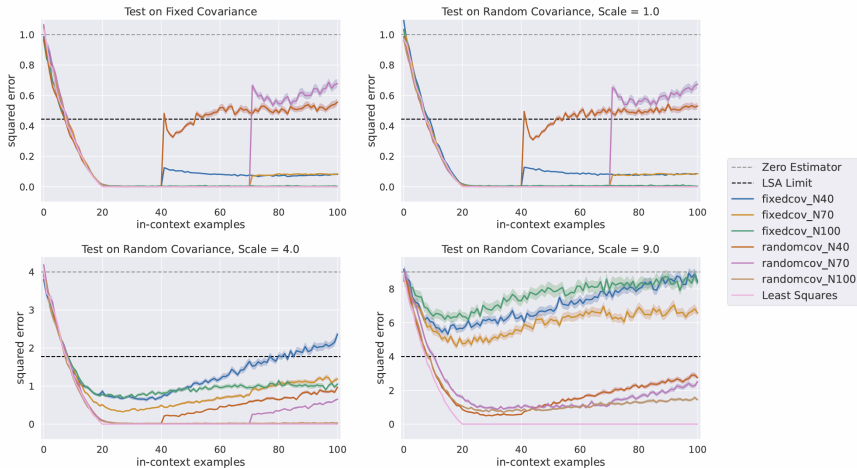 Test on Fixed Covariance
squared error
1.0
0.8
0.6
0.4
0.2
0.0
0 20 40 60 80 100
in-context examples
Test on Random Covariance, Scale = 1.0
squared error
1.0
0.8
0.6
0.4
0.2
0.0
0 20 40 60 80 100
in-context examples
Test on Random Covariance, Scale = 4.0
squared error
4
3
2
1
0
0 20 40 60 80 100
in-context examples
Test on Random Covariance, Scale = 9.0
squared error
8
6
4
2
0
0 20 40 60 80 100
in-context examples
Zero Estimator
LSA Limit
fixedcov_N40
fixedcov_N70
fixedcov_N100
randomcov_N40
randomcov_N70
randomcov_N100
Least Squares